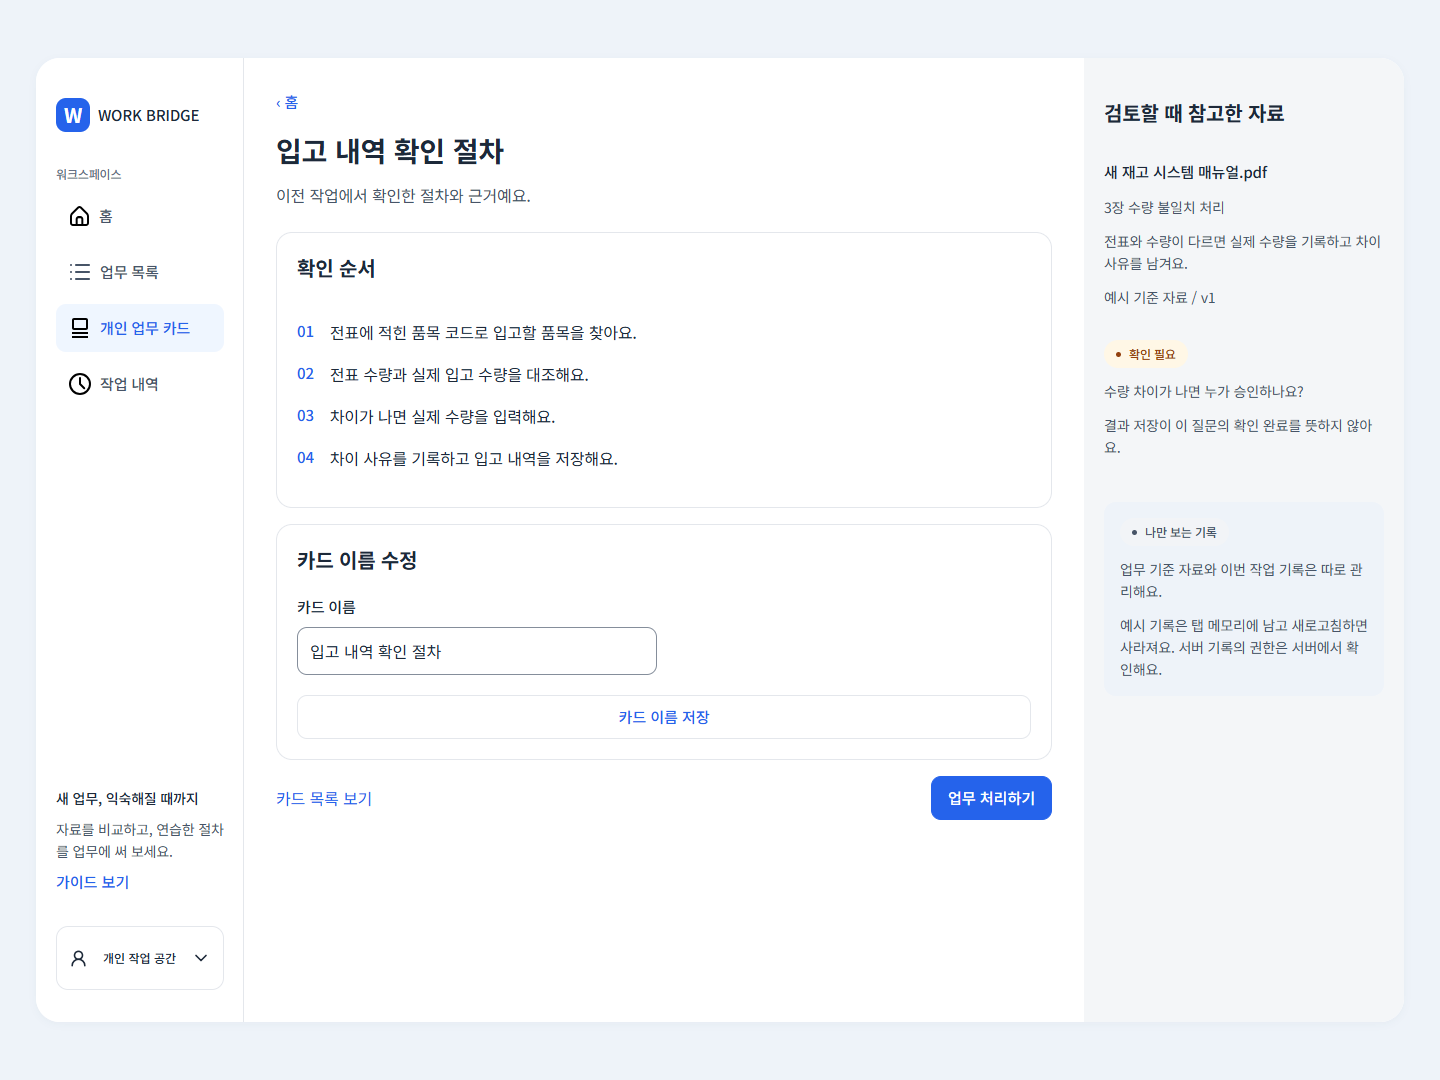 W WORK BRIDGE
워크스페이스
홈
업무 목록
개인 업무 카드
작업 내역
새 업무, 익숙해질 때까지
자료를 비교하고, 연습한 절차
를 업무에 써 보세요.
가이드 보기
개인 작업 공간
‹ 홈
입고 내역 확인 절차
이전 작업에서 확인한 절차와 근거예요.
확인 순서
01 전표에 적힌 품목 코드로 입고할 품목을 찾아요.
02 전표 수량과 실제 입고 수량을 대조해요.
03 차이가 나면 실제 수량을 입력해요.
04 차이 사유를 기록하고 입고 내역을 저장해요.
카드 이름 수정
카드 이름
입고 내역 확인 절차
카드 이름 저장
카드 목록 보기
업무 처리하기
검토할 때 참고한 자료
새 재고 시스템 매뉴얼.pdf
3장 수량 불일치 처리
전표와 수량이 다르면 실제 수량을 기록하고 차이
사유를 남겨요.
예시 기준 자료 / v1
확인 필요
수량 차이가 나면 누가 승인하나요?
결과 저장이 이 질문의 확인 완료를 뜻하지 않아
요.
나만 보는 기록
업무 기준 자료와 이번 작업 기록은 따로 관
리해요.
예시 기록은 탭 메모리에 남고 새로고침하면
사라져요. 서버 기록의 권한은 서버에서 확
인해요.